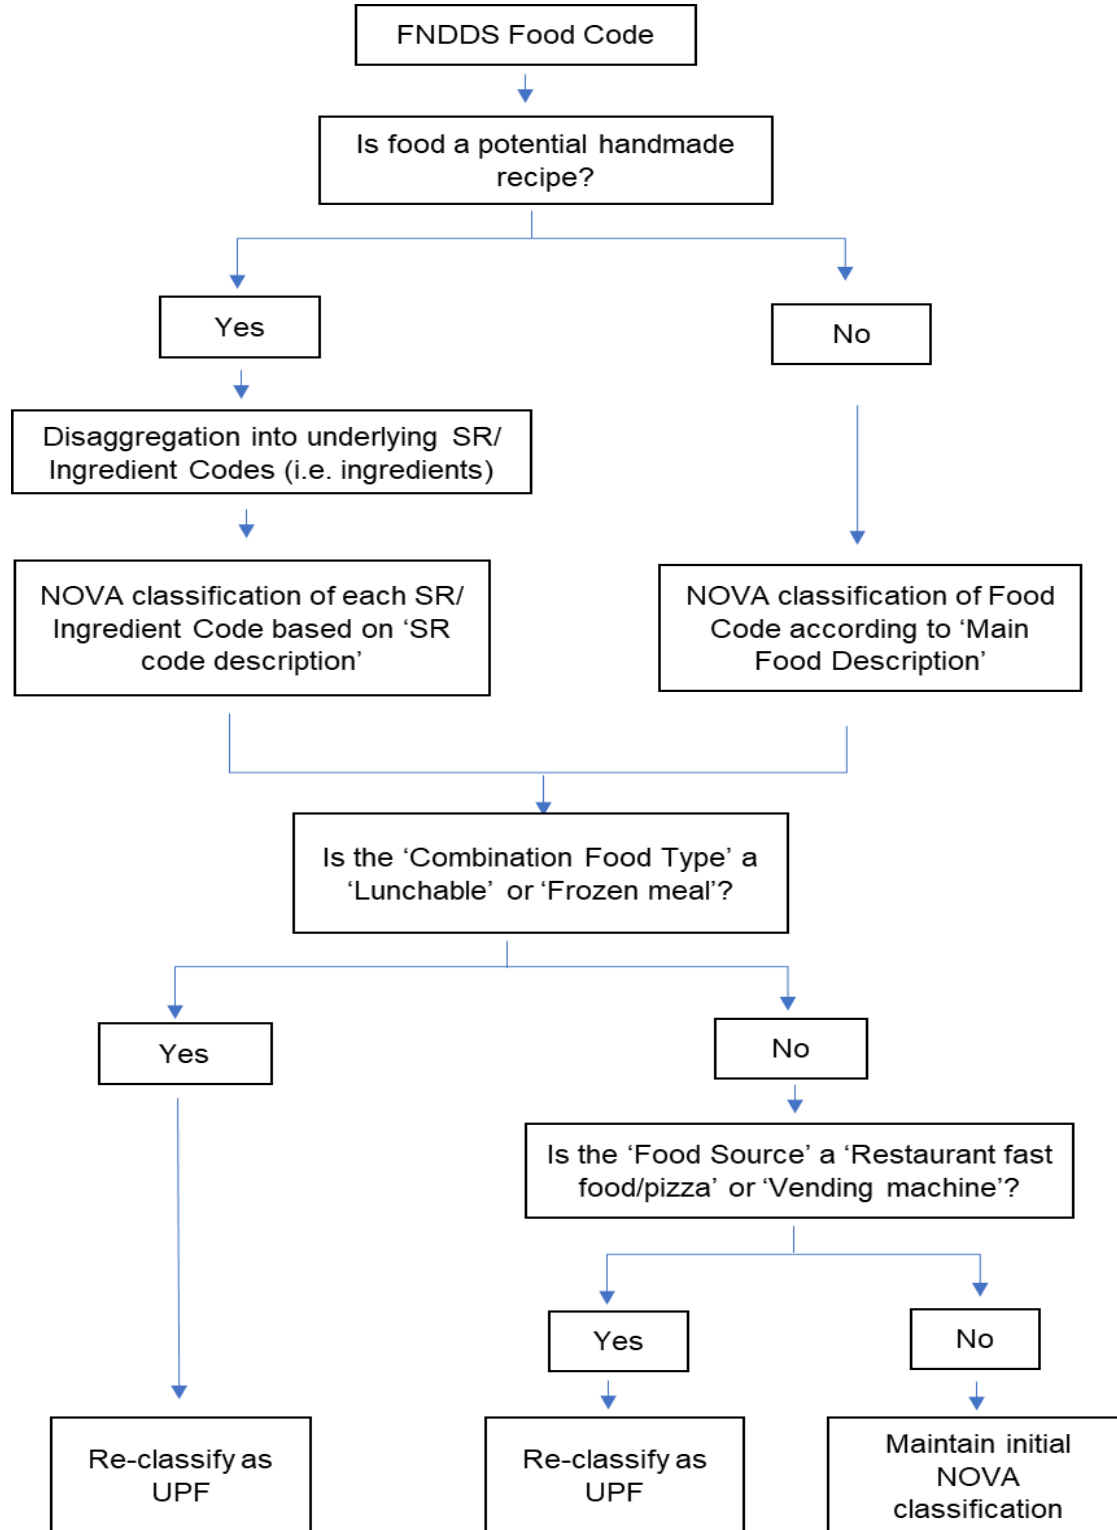 FNDDS Food Code
Is food a potential handmade
recipe?
Yes
No
Disaggregation into underlying SR/
Ingredient Codes (i.e. ingredients)
NOVA classification of each SR/
Ingredient Code based on ‘SR
code description’
NOVA classification of Food
Code according to ‘Main
Food Description’
Is the ‘Combination Food Type’ a
‘Lunchable’ or ‘Frozen meal’?
Yes
No
Is the ‘Food Source’ a ‘Restaurant fast
food/pizza’ or ‘Vending machine’?
Yes
No
Re-classify as
UPF
Re-classify as
UPF
Maintain initial
NOVA
classification